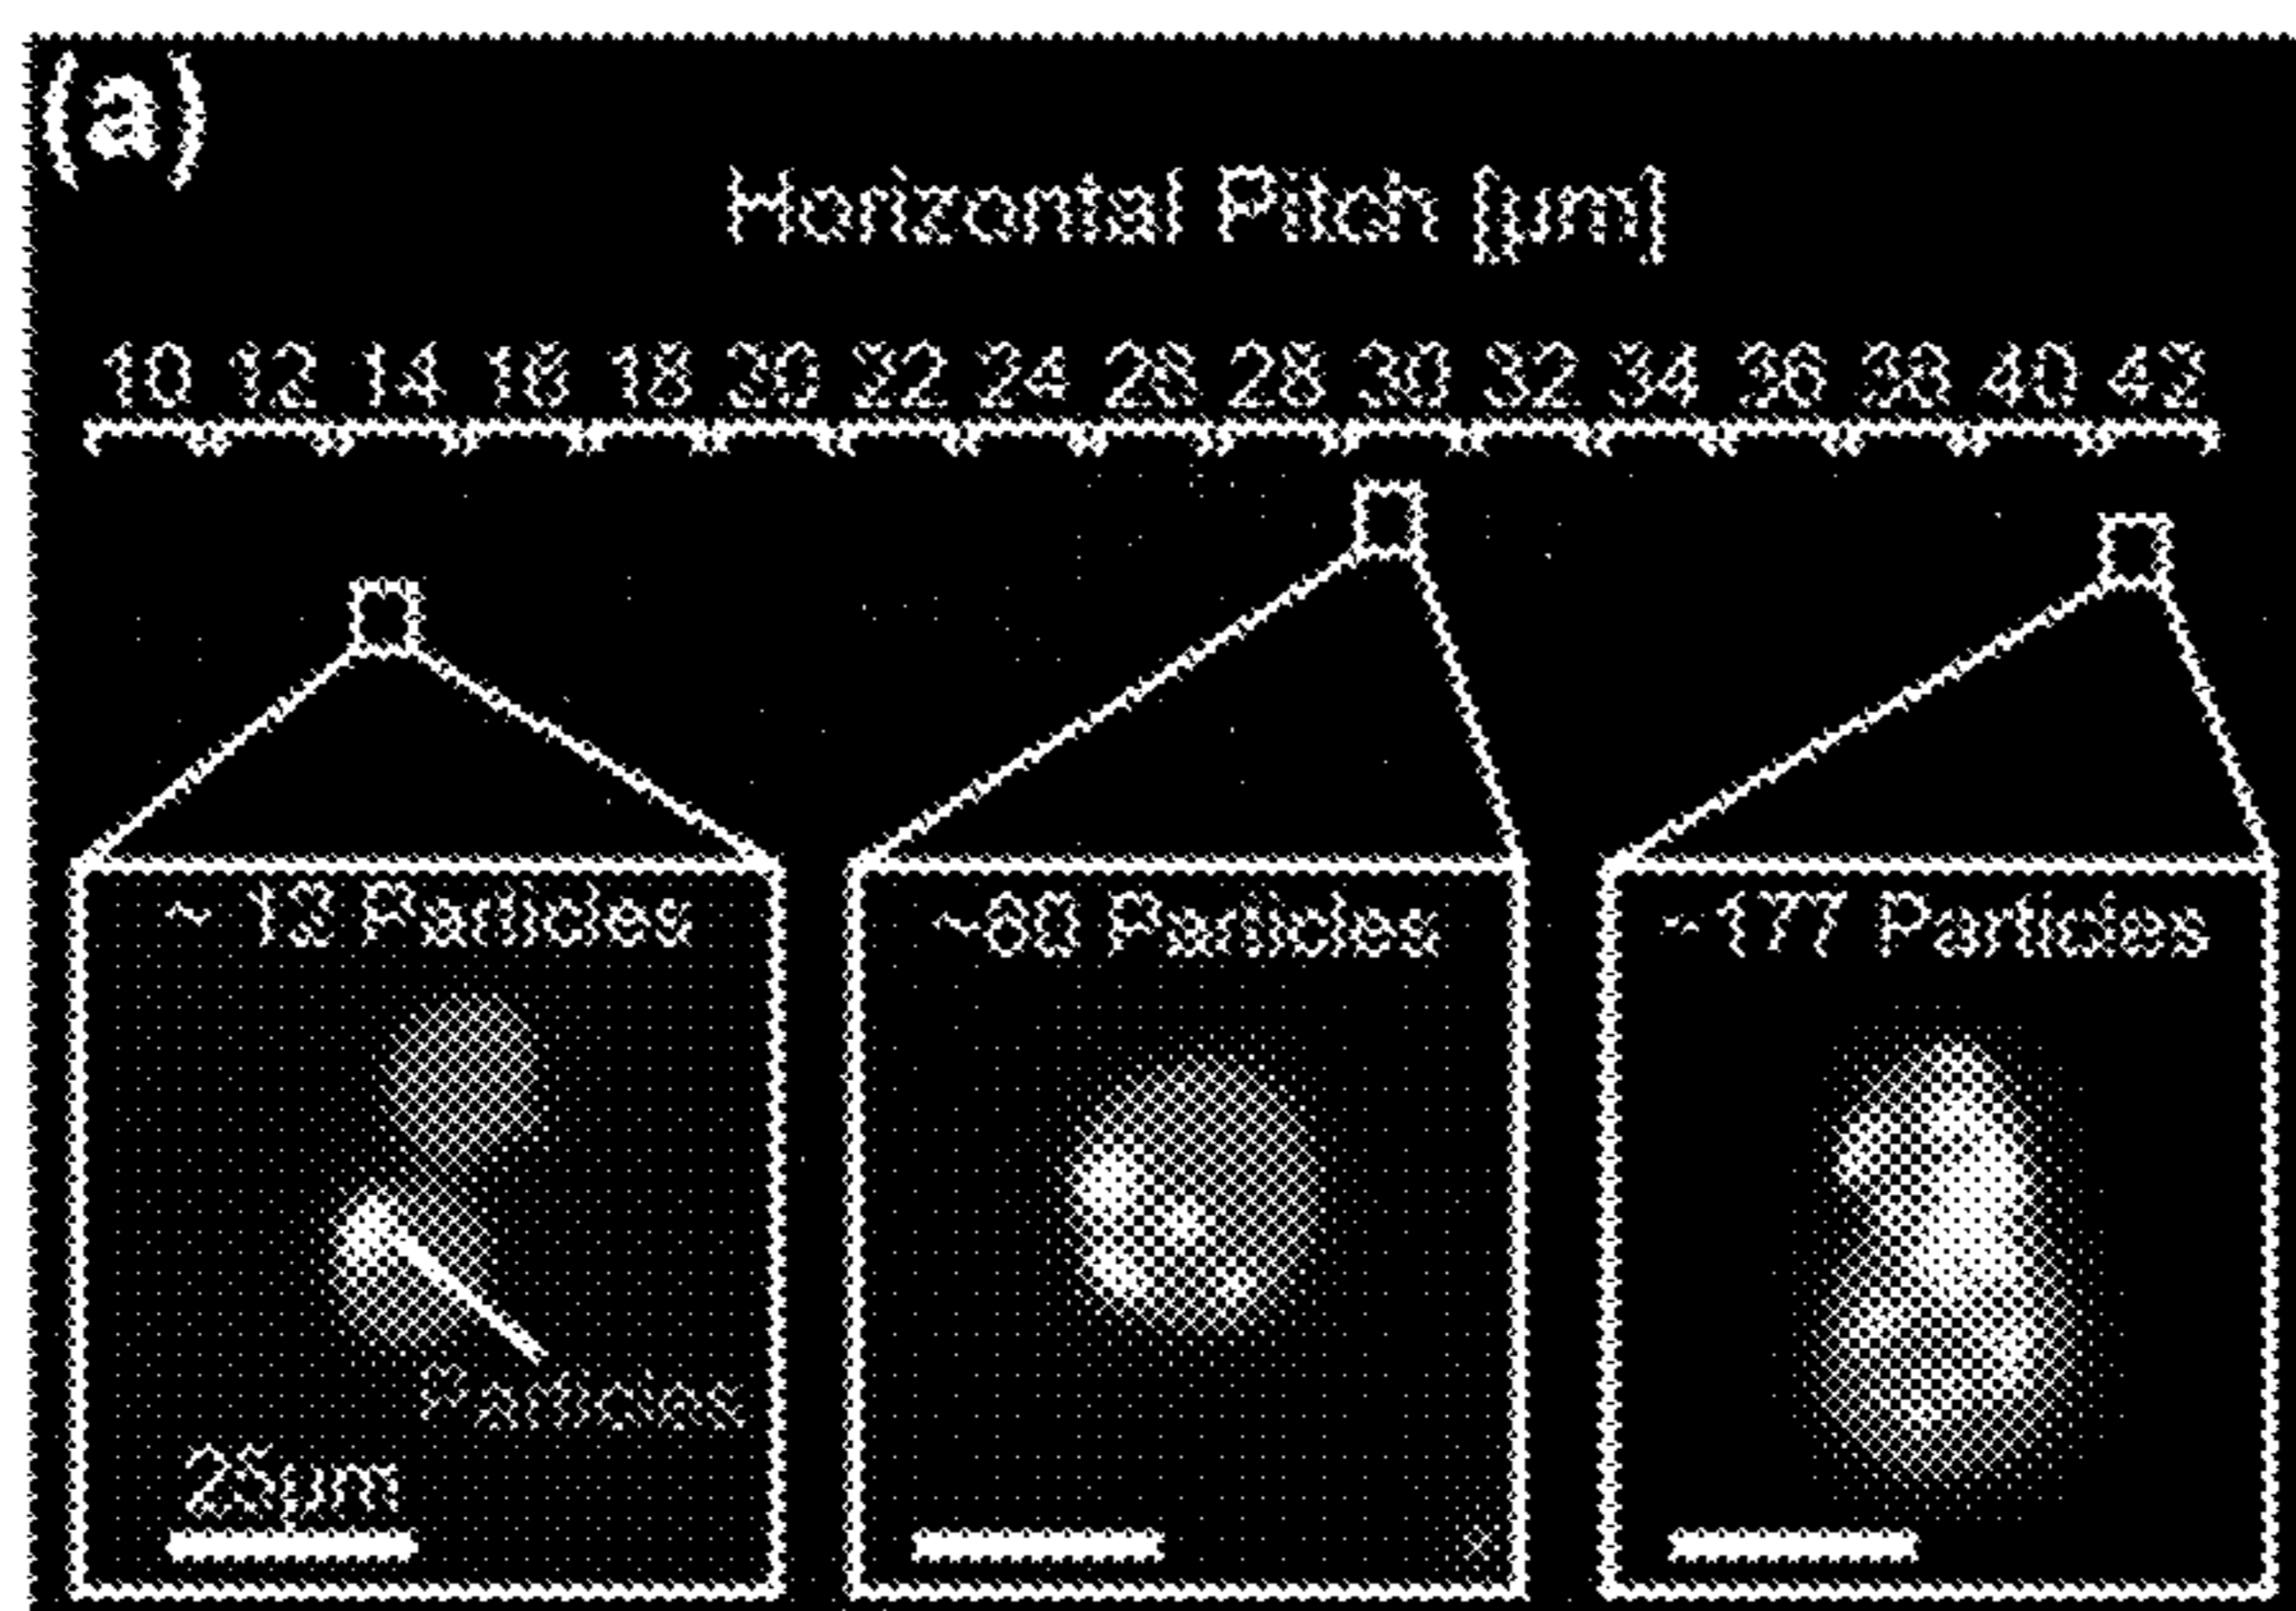 (a)
Horizontal Pitch [µm]
10 12 14 16 18 20 22 24 26 28 30 32 34 36 38 40 42
~ 13 Particles
~60 Particles
~177 Particles
Particles
25µm